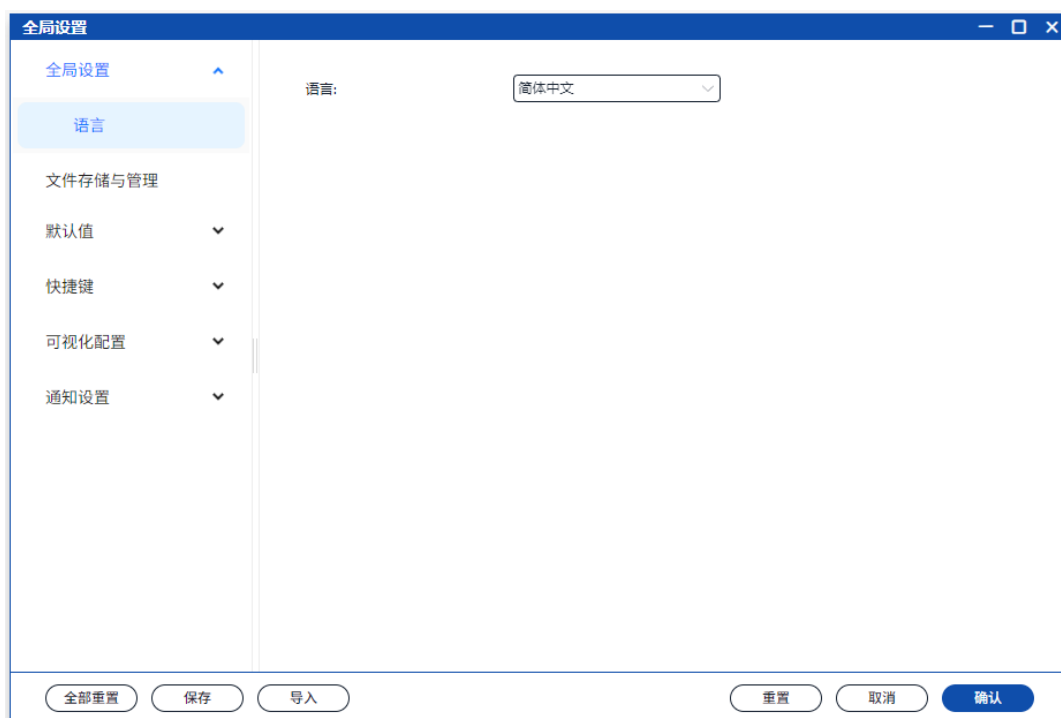 全局设置
全局设置
语言
文件存储与管理
默认值
快捷键
可视化配置
通知设置
语言:
简体中文
全部重置
保存
导入
重置
取消
确认